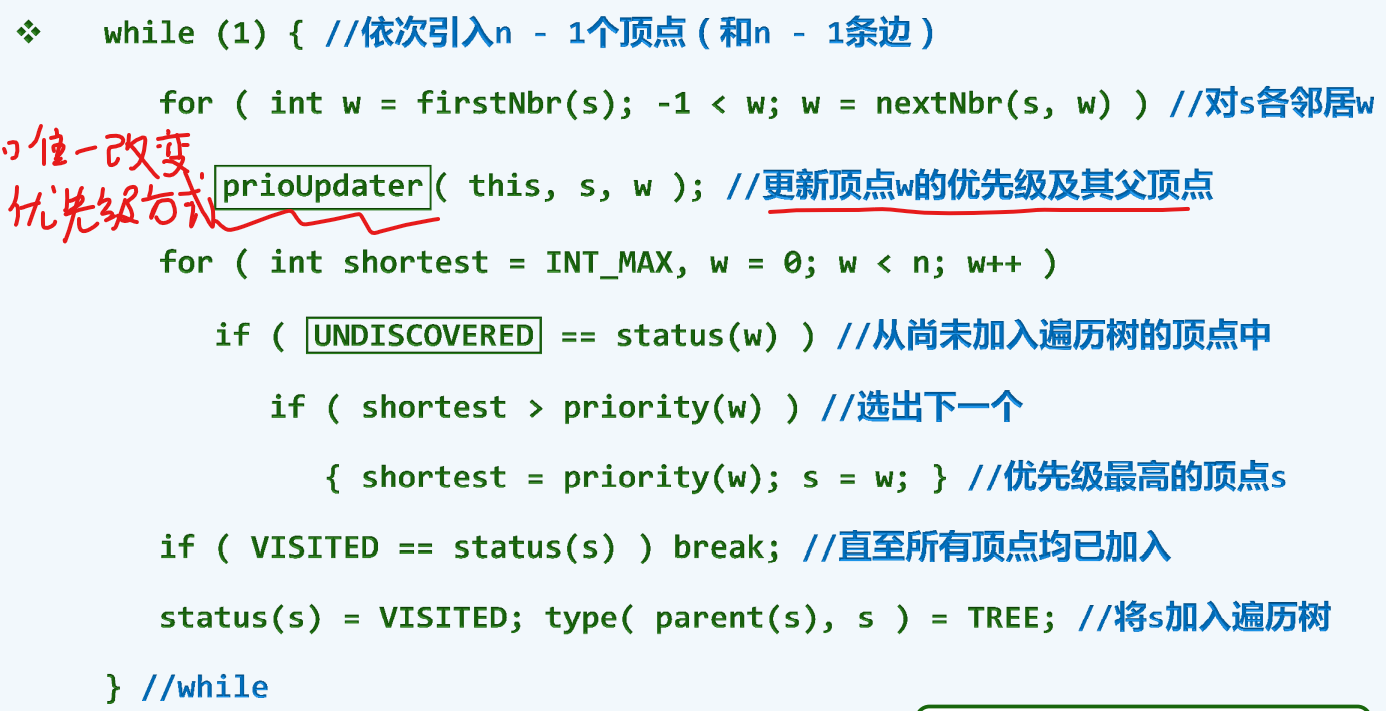 ❖ while (1) { //依次引入n - 1个顶点（和n - 1条边）
for ( int w = firstNbr(s); -1 < w; w = nextNbr(s, w) ) //对s各邻居w
唯一改变
prioUpdater( this, s, w ); //更新顶点w的优先级及其父顶点
优先级方式
for ( int shortest = INT_MAX, w = 0; w < n; w++ )
if ( UNDISCOVERED == status(w) ) //从尚未加入遍历树的顶点中
if ( shortest > priority(w) ) //选出下一个
{ shortest = priority(w); s = w; } //优先级最高的顶点s
if ( VISITED == status(s) ) break; //直至所有顶点均已加入
status(s) = VISITED; type( parent(s), s ) = TREE; //将s加入遍历树
} //while